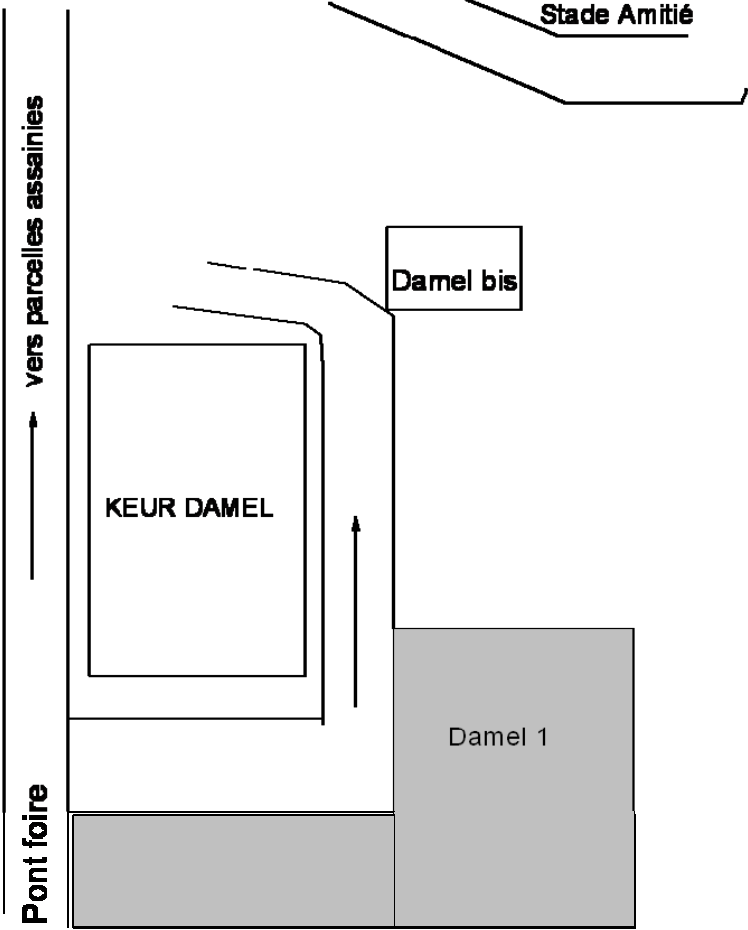 Stade Amitié
vers parcelles assainies
Damel bis
KEUR DAMEL
Damel 1
Pont foire